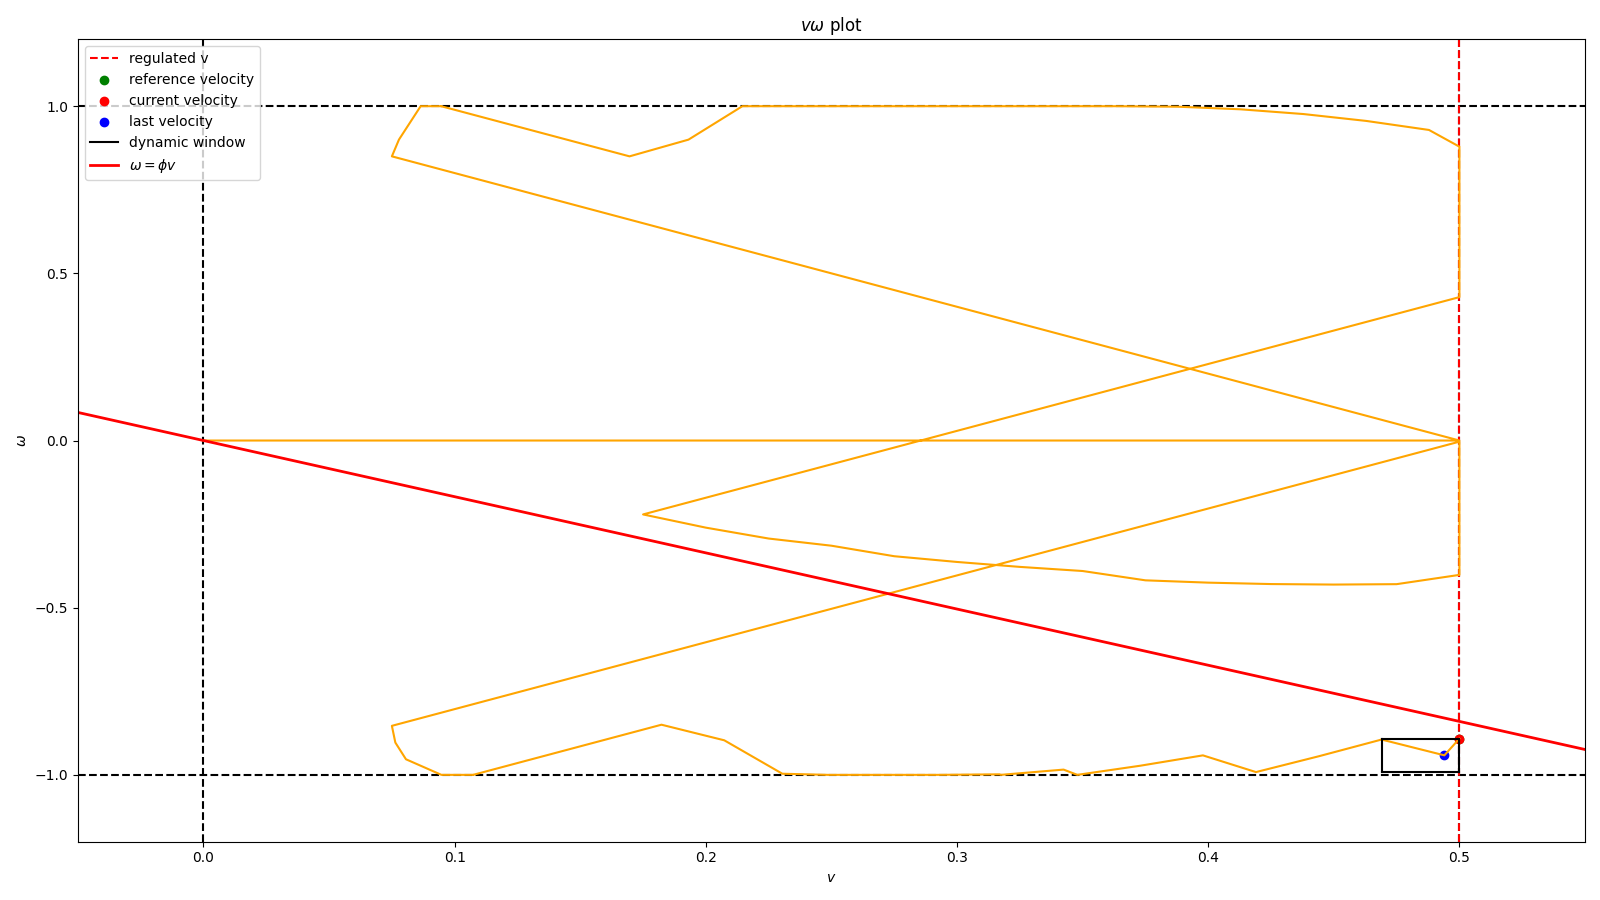 vω plot
regulated v
reference velocity
current velocity
last velocity
dynamic window
ω = ϕv
1.0
0.5
0.0
−0.5
−1.0
ω
0.0 0.1 0.2 0.3 0.4 0.5
v